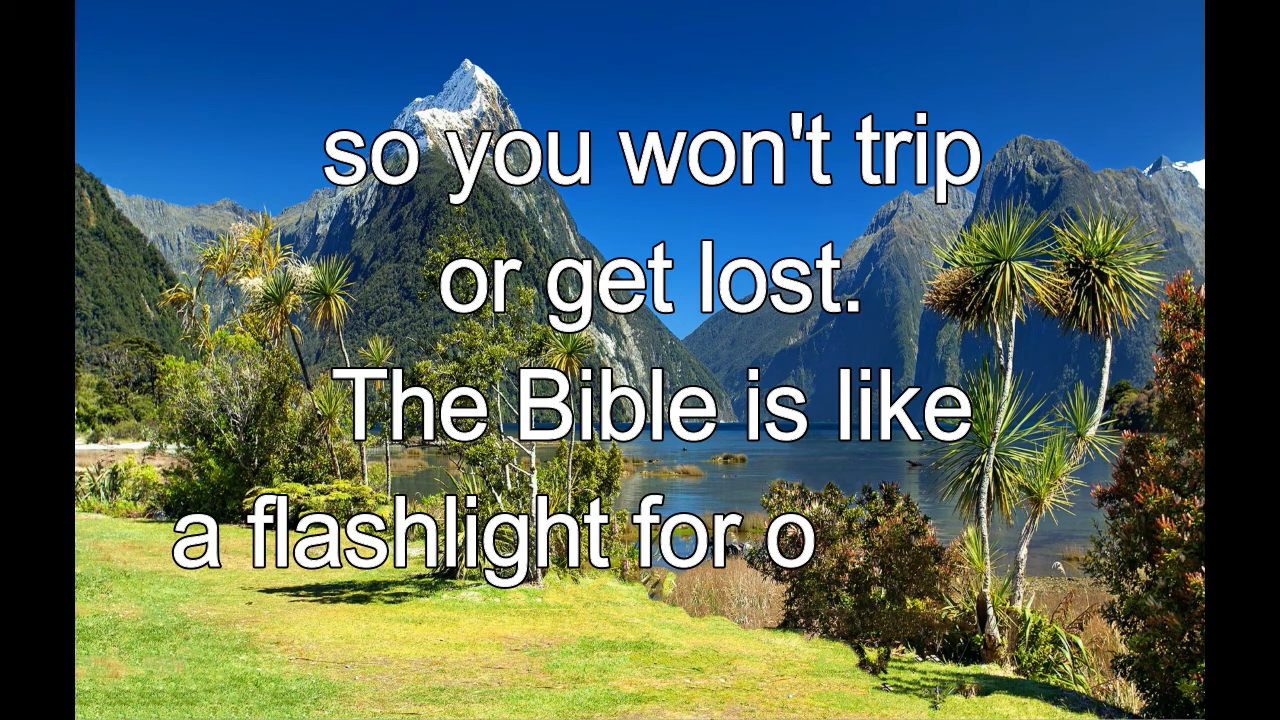 so you won't trip
or get lost.
The Bible is like
a flashlight for o